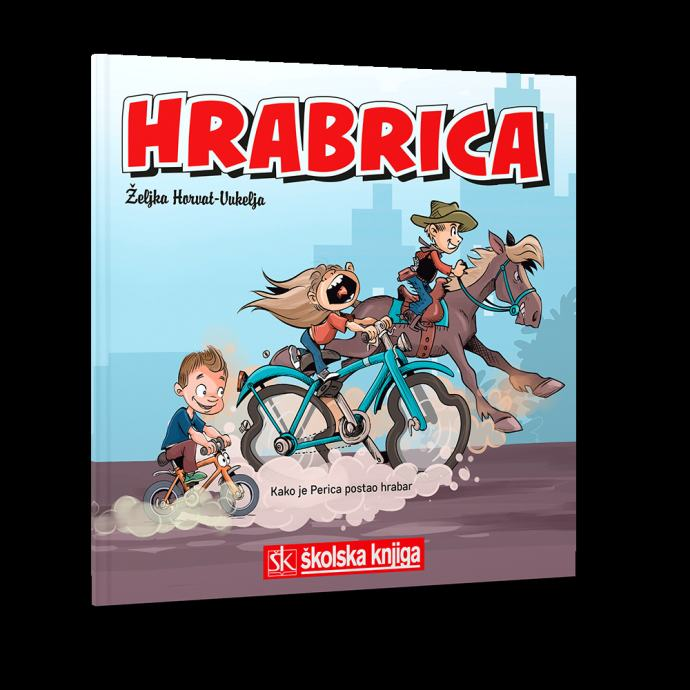 HRABRICA
Željka Horvat-Vukelja
Kako je Perica postao hrabar
ŠK školska knjiga